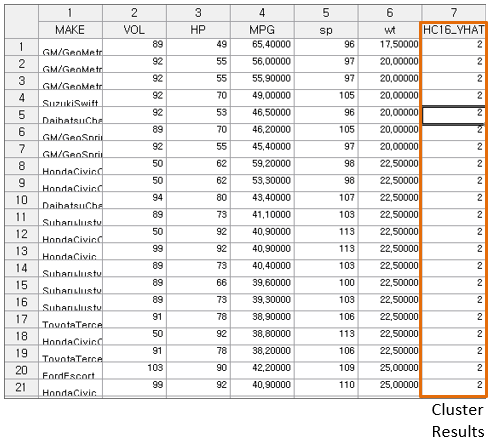 1 2 3 4 5 6 7
MAKE VOL HP MPG sp wt HC16_YHAT
1 GM/GeoMetr 89 49 65,40000 96 17,50000 2
2 GM/GeoMetr 92 55 56,00000 97 20,00000 2
3 GM/GeoMetr 92 55 55,90000 97 20,00000 2
4 SuzukiSwift 92 70 49,00000 105 20,00000 2
5 DaihatsuCha 92 53 46,50000 96 20,00000 2
6 GM/GeoSpri 89 70 46,20000 105 20,00000 2
7 GM/GeoSpri 92 55 45,40000 97 20,00000 2
8 HondaCivicC 50 62 59,20000 98 22,50000 2
9 HondaCivicC 50 62 53,30000 98 22,50000 2
10 DaihatsuCha 94 80 43,40000 107 22,50000 2
11 SubaruJusty 89 73 41,10000 103 22,50000 2
12 HondaCivicC 50 92 40,90000 113 22,50000 2
13 HondaCivic 99 92 40,90000 113 22,50000 2
14 SubaruJusty 89 73 40,40000 103 22,50000 2
15 SubaruJusty 89 66 39,60000 100 22,50000 2
16 SubaruJusty 89 73 39,30000 103 22,50000 2
17 ToyotaTerce 91 78 38,90000 106 22,50000 2
18 HondaCivicC 50 92 38,80000 113 22,50000 2
19 ToyotaTerce 91 78 38,20000 106 22,50000 2
20 FordEscort 103 90 42,20000 109 25,00000 2
21 HondaCivic 99 92 40,90000 110 25,00000 2
Cluster
Results